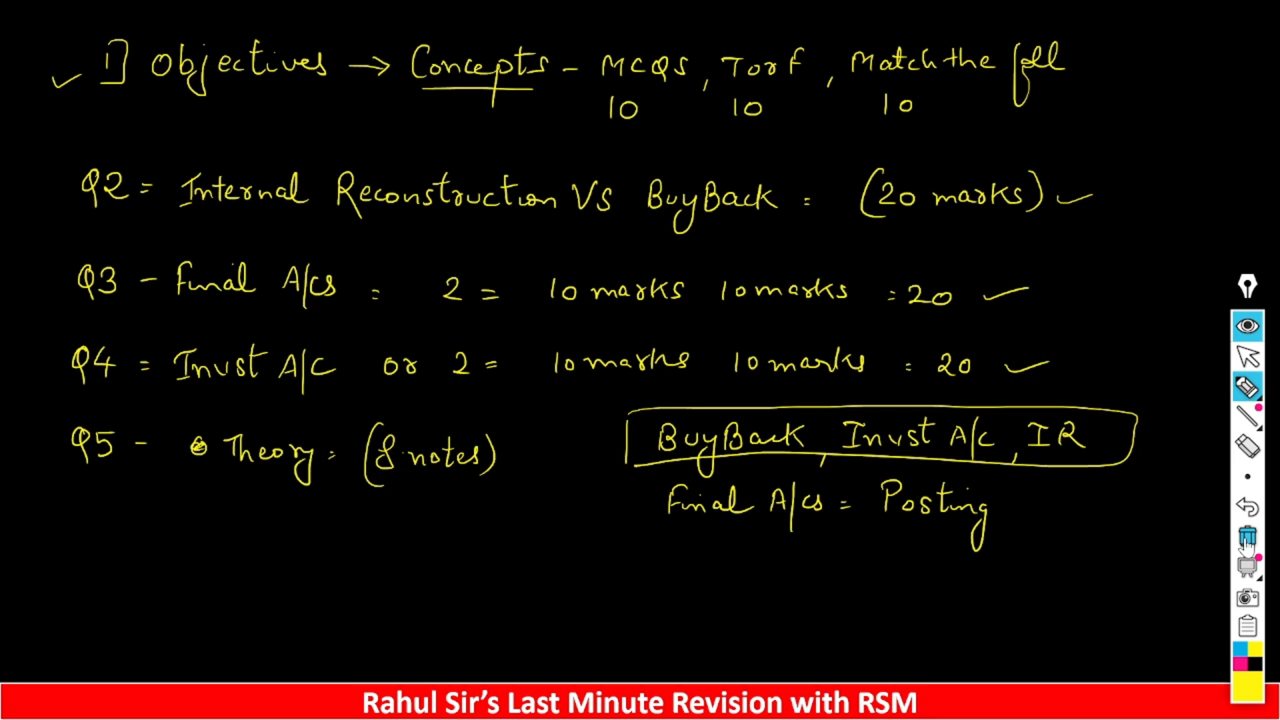 ✓ 1] Objectives → Concepts - MCQS, TorF, Match the foll
10 10 10
Q2 = Internal Reconstruction VS BuyBack = (20 marks) ✓
Q3 - Final A/cs = 2 = 10 marks 10 marks = 20 ✓
Q4 = Invst A/C or 2 = 10 marks 10 marks = 20 ✓
Q5 - Theory = (S.notes)
BuyBack, Invst A/c, IR
Final A/cs = Posting
Rahul Sir's Last Minute Revision with RSM